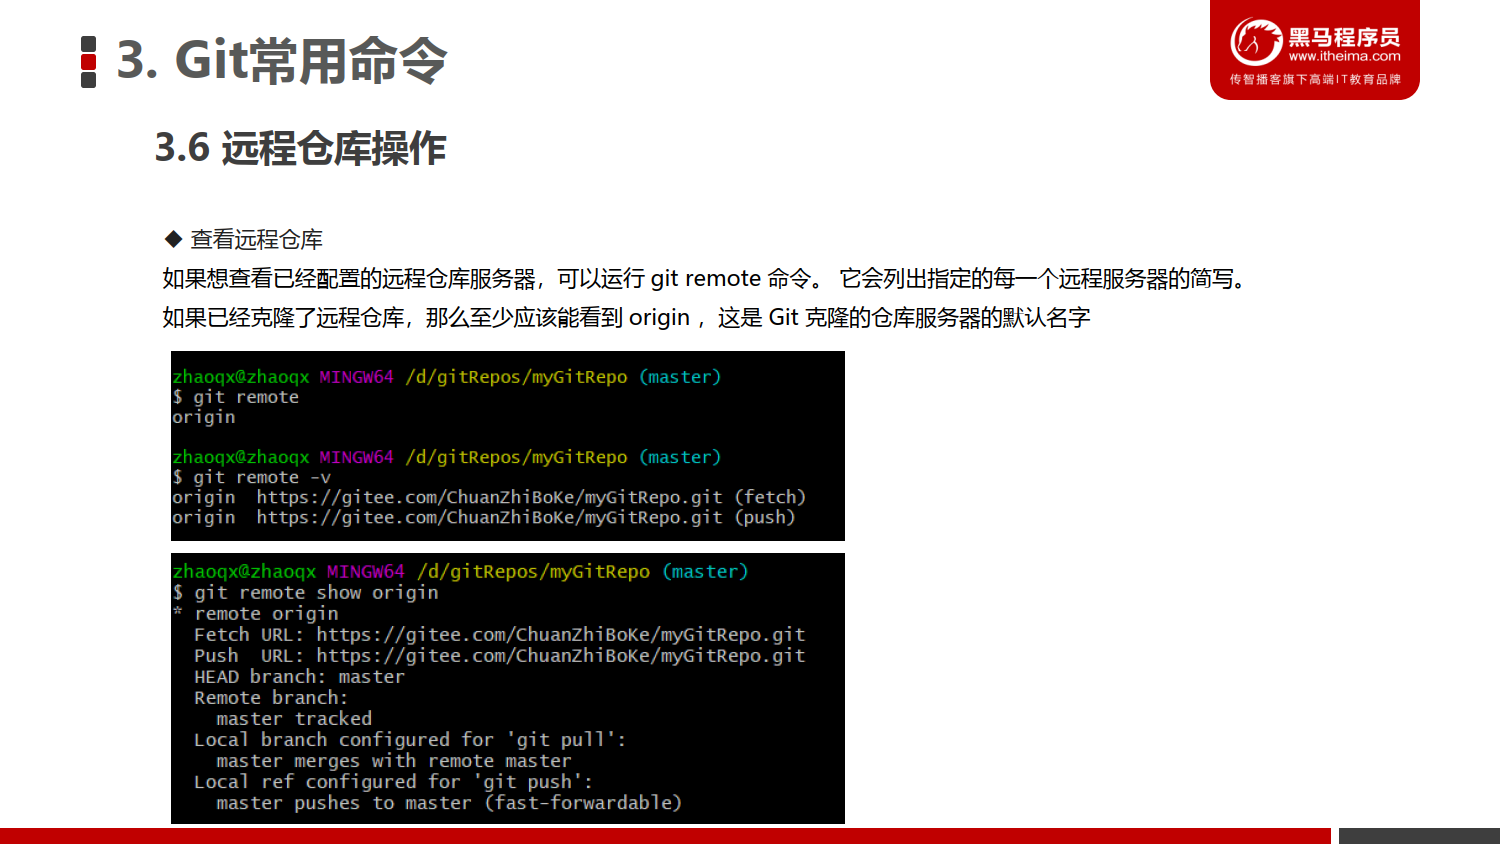 3. Git常用命令
黑马程序员
www.itheima.com
传智播客旗下高端IT教育品牌
3.6 远程仓库操作
◆ 查看远程仓库
如果想查看已经配置的远程仓库服务器，可以运行 git remote 命令。 它会列出指定的每一个远程服务器的简写。
如果已经克隆了远程仓库，那么至少应该能看到 origin ，这是 Git 克隆的仓库服务器的默认名字
zhaoqx@zhaoqx MINGW64 /d/gitRepos/myGitRepo (master)
$ git remote
origin
zhaoqx@zhaoqx MINGW64 /d/gitRepos/myGitRepo (master)
$ git remote -v
origin  https://gitee.com/ChuanZhiBoKe/myGitRepo.git (fetch)
origin  https://gitee.com/ChuanZhiBoKe/myGitRepo.git (push)
zhaoqx@zhaoqx MINGW64 /d/gitRepos/myGitRepo (master)
$ git remote show origin
* remote origin
  Fetch URL: https://gitee.com/ChuanZhiBoKe/myGitRepo.git
  Push  URL: https://gitee.com/ChuanZhiBoKe/myGitRepo.git
  HEAD branch: master
  Remote branch:
    master tracked
  Local branch configured for 'git pull':
    master merges with remote master
  Local ref configured for 'git push':
    master pushes to master (fast-forwardable)